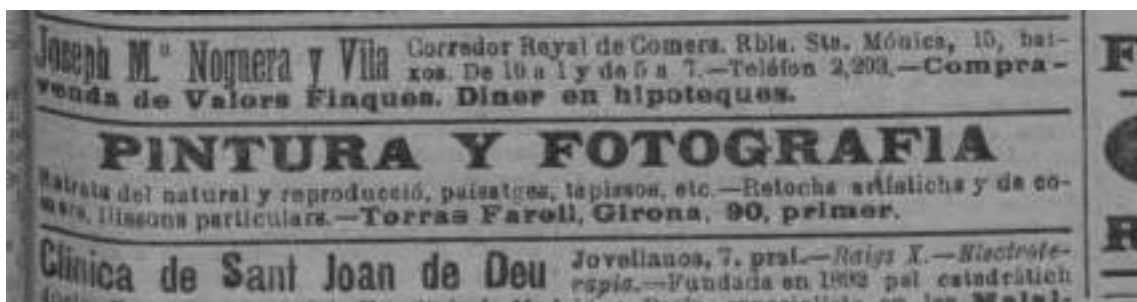 Joseph M.ª Noguera y Vila Corredor Reyal de Comers. Rbla. Sta. Mónica, 15, bai-
xos. De 10 a 1 y de 5 a 7.—Teléfon 2,203.—Compra-
venda de Valors Finques. Diner en hipoteques.
PINTURA Y FOTOGRAFIA
Retrats del natural y reproducció, paisatges, tapissos, etc.—Retochs artístichs y de co-
mers. Llissons particulars.—Torras Farell, Girona, 90, primer.
Clínica de Sant Joan de Deu Jovellanos, 7, pral.—Raigs X.—Electrote-
rapia.—Fundada en 1882 pel catedrátich